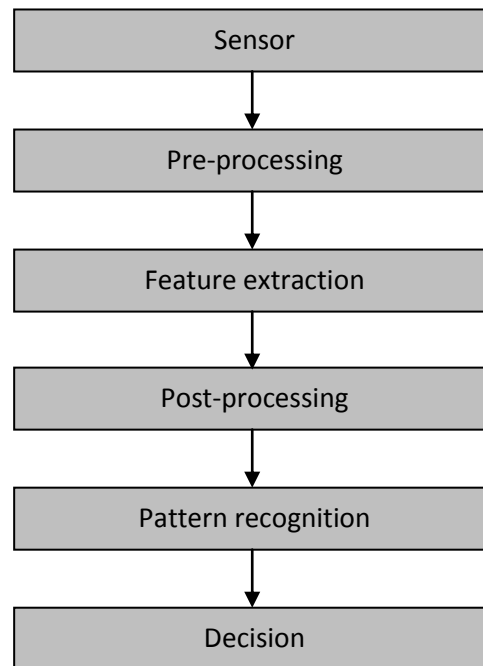 Sensor
Pre-processing
Feature extraction
Post-processing
Pattern recognition
Decision